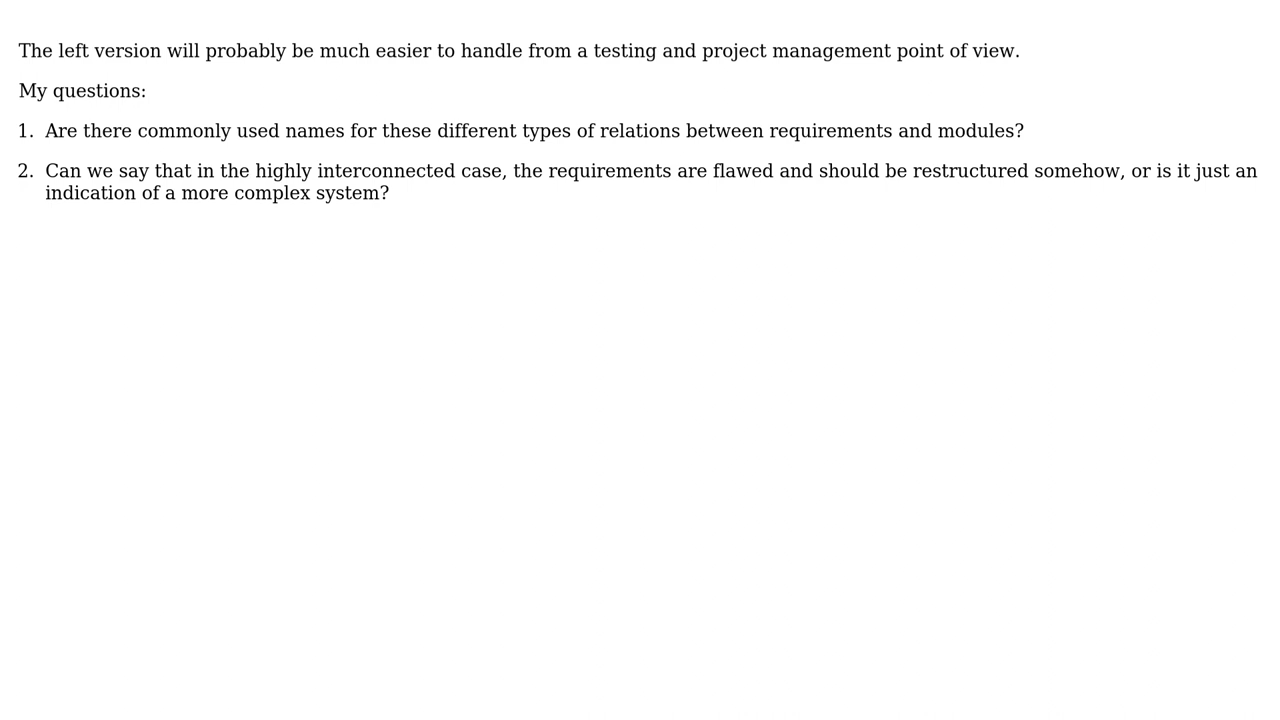 The left version will probably be much easier to handle from a testing and project management point of view.
My questions:
1. Are there commonly used names for these different types of relations between requirements and modules?
2. Can we say that in the highly interconnected case, the requirements are flawed and should be restructured somehow, or is it just an
indication of a more complex system?